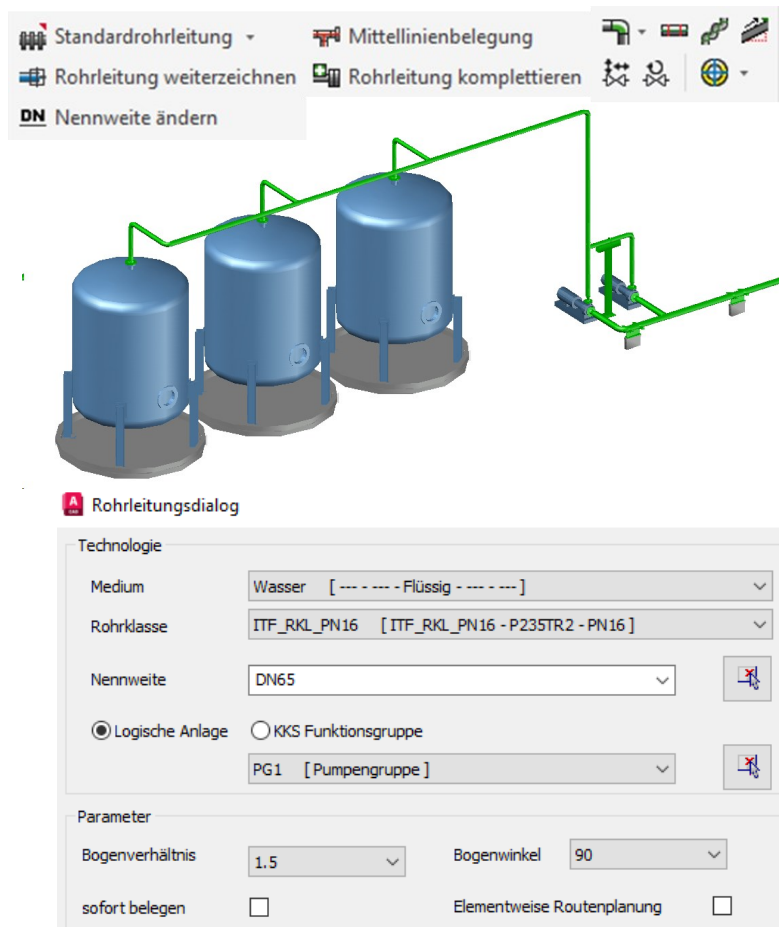 Standardrohrleitung Mittellinienbelegung
Rohrleitung weiterzeichnen Rohrleitung komplettieren
DN Nennweite ändern
A CAD Rohrleitungsdialog
Technologie
Medium Wasser [ --- - --- - Flüssig - --- - --- ]
Rohrklasse ITF_RKL_PN16 [ ITF_RKL_PN16 - P235TR2 - PN16 ]
Nennweite DN65
Logische Anlage KKS Funktionsgruppe
PG1 [ Pumpengruppe ]
Parameter
Bogenverhältnis 1.5 Bogenwinkel 90
sofort belegen Elementweise Routenplanung